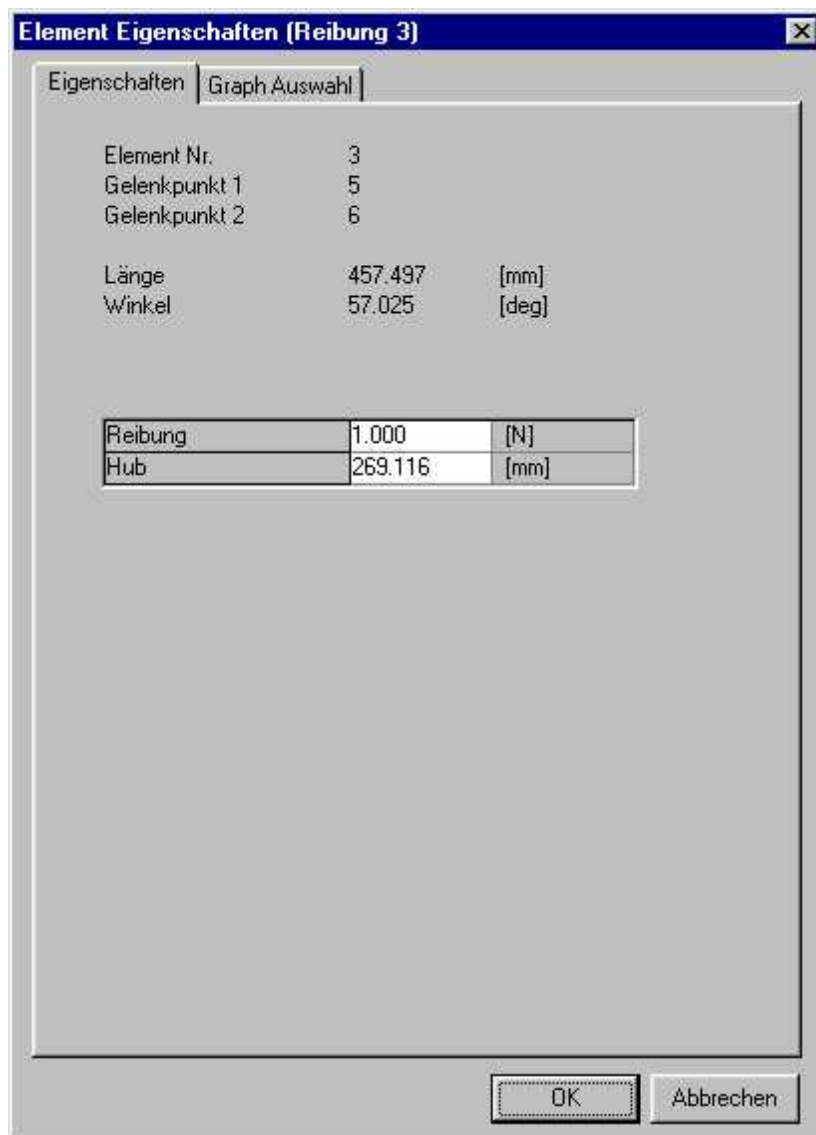 Element Eigenschaften (Reibung 3)
Eigenschaften Graph Auswahl
Element Nr. 3
Gelenkpunkt 1 5
Gelenkpunkt 2 6
Länge 457.497 [mm]
Winkel 57.025 [deg]
Reibung 1.000 [N]
Hub 269.116 [mm]
OK Abbrechen